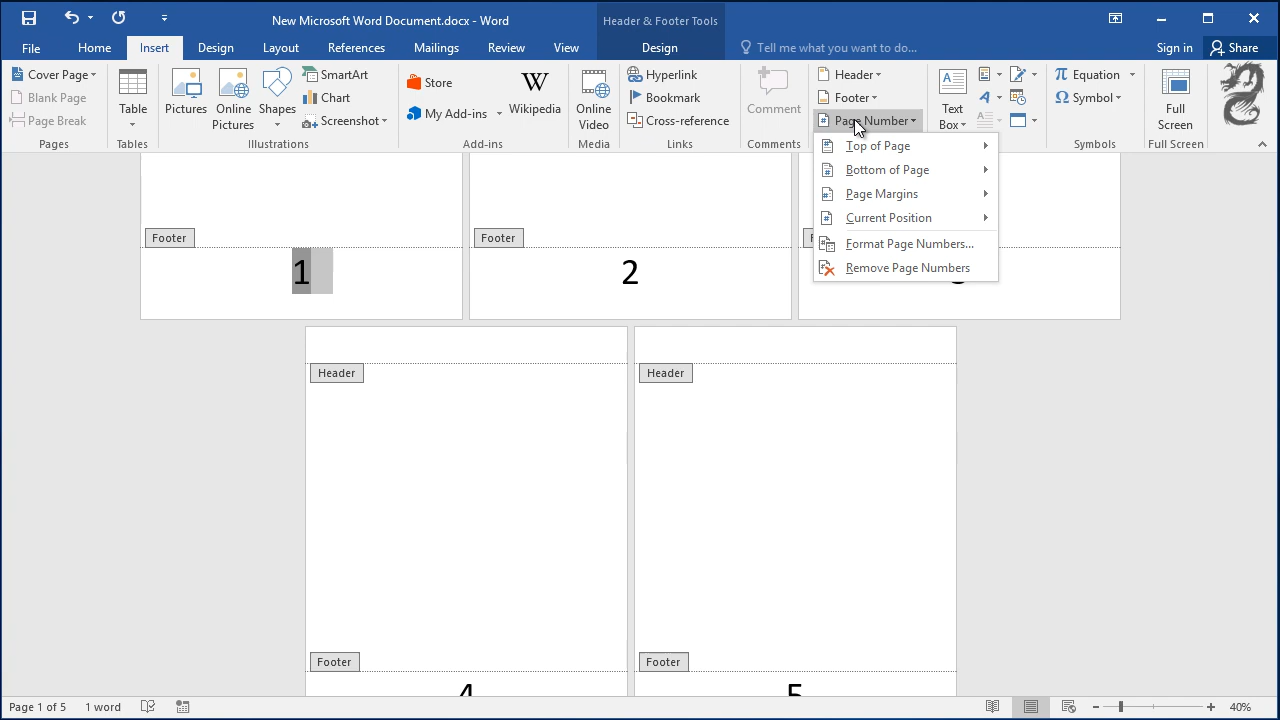 New Microsoft Word Document.docx - Word
Header & Footer Tools
File
Home
Insert
Design
Layout
References
Mailings
Review
View
Design
Tell me what you want to do...
Sign in
Share
Cover Page
Blank Page
Page Break
Pages
Table
Tables
Pictures
Online
Pictures
Shapes
SmartArt
Chart
Screenshot
Illustrations
Store
My Add-ins
Wikipedia
Add-ins
Online
Video
Media
Hyperlink
Bookmark
Cross-reference
Links
Comment
Comments
Header
Footer
Page Number
Text
Box
Equation
Symbol
Symbols
Full
Screen
Full Screen
Top of Page
Bottom of Page
Page Margins
Current Position
Format Page Numbers...
Remove Page Numbers
Footer
1
Footer
2
Header
Footer
4
Header
Footer
5
Page 1 of 5
1 word
40%